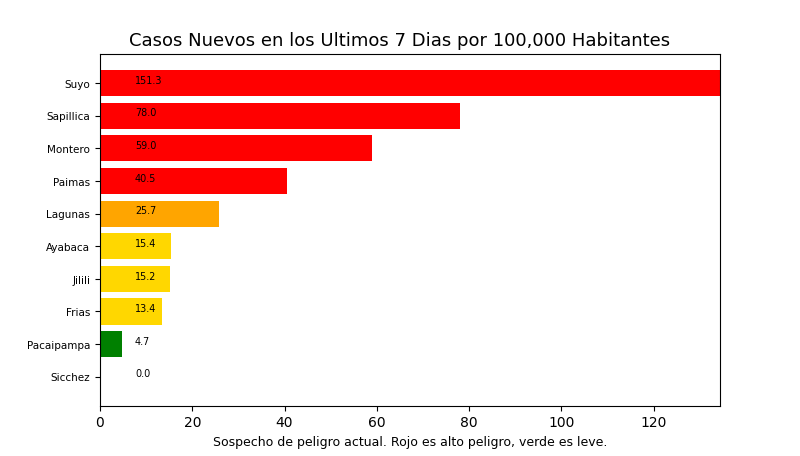 Casos Nuevos en los Ultimos 7 Dias por 100,000 Habitantes
Suyo 151.3
Sapillica 78.0
Montero 59.0
Paimas 40.5
Lagunas 25.7
Ayabaca 15.4
Jilili 15.2
Frias 13.4
Pacaipampa 4.7
Sicchez 0.0
0 20 40 60 80 100 120
Sospecho de peligro actual. Rojo es alto peligro, verde es leve.